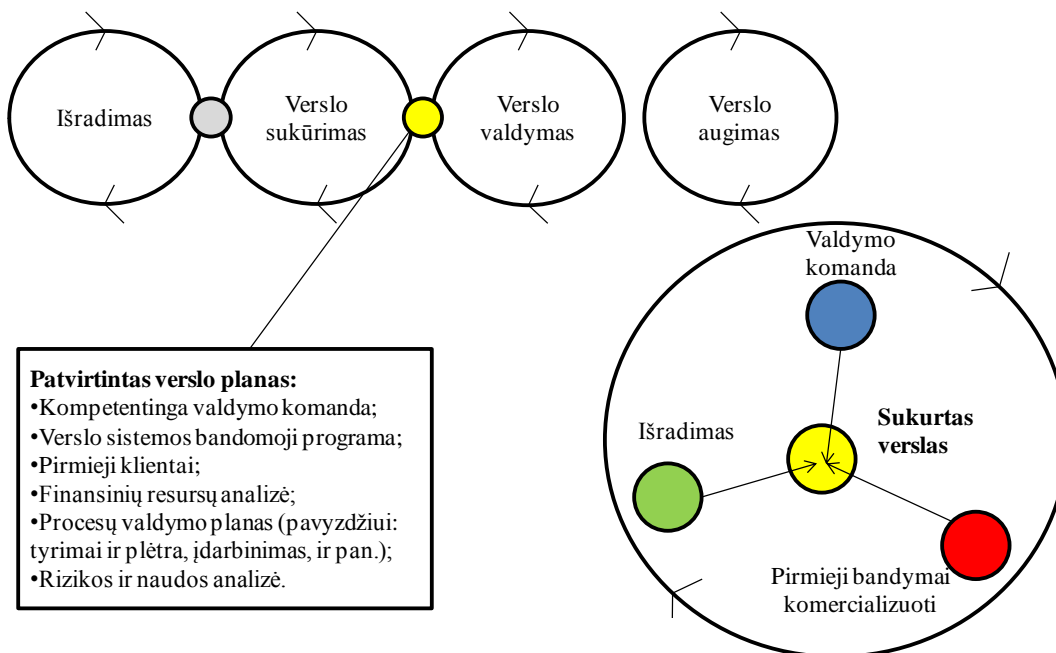 Išradimas
Verslo
sukūrimas
Verslo
valdymas
Verslo
augimas
Valdymo
komanda
Išradimas
Sukurtas
verslas
Pirmieji bandymai
komercializuoti
Patvirtintas verslo planas:
•Kompetentinga valdymo komanda;
•Verslo sistemos bandomoji programa;
•Pirmieji klientai;
•Finansinių resursų analizė;
•Procesų valdymo planas (pavyzdžiui:
tyrimai ir plėtra, įdarbinimas, ir pan.);
•Rizikos ir naudos analizė.